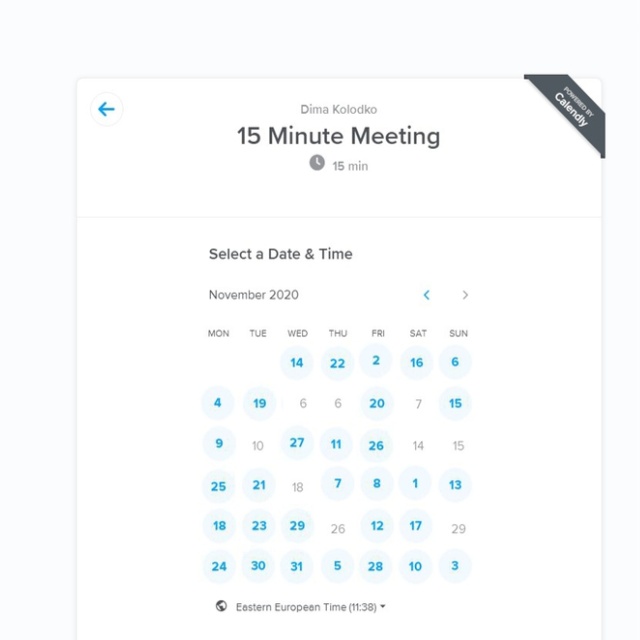 POWERED BY
Calendly
Dima Kolodko
15 Minute Meeting
15 min
Select a Date & Time
November 2020
MON TUE WED THU FRI SAT SUN
14 22 2 16 6
4 19 6 6 20 7 15
9 10 27 11 26 14 15
25 21 18 7 8 1 13
18 23 29 26 12 17 29
24 30 31 5 28 10 3
Eastern European Time (11:38)